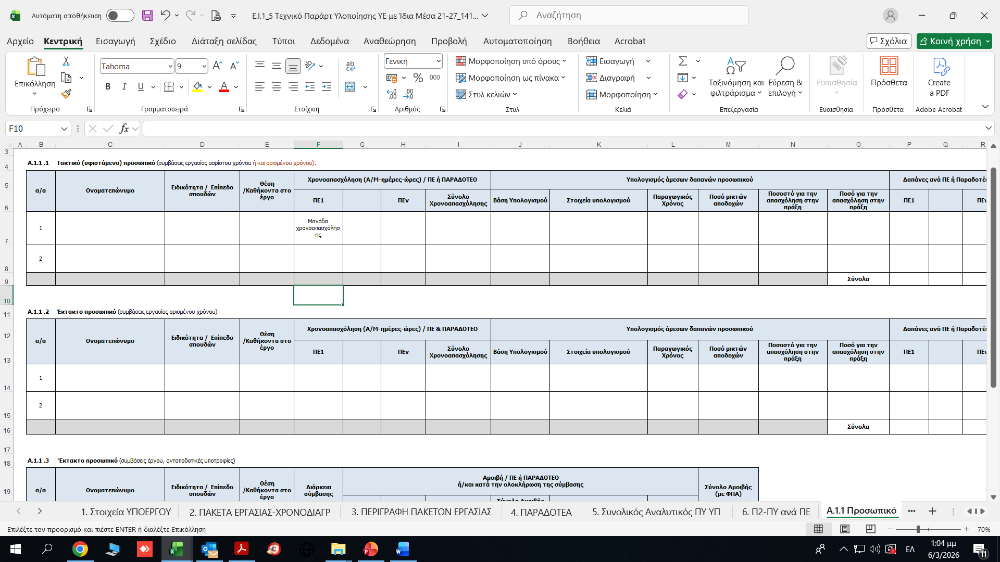 Αυτόματη αποθήκευση
E.I.1_5 Τεχνικό Παράρτ Υλοποίησης ΥΕ με Ίδια Μέσα 21-27_141...
Αναζήτηση
Αρχείο Κεντρική Εισαγωγή Σχέδιο Διάταξη σελίδας Τύποι Δεδομένα Αναθεώρηση Προβολή Αυτοματοποίηση Βοήθεια Acrobat
Σχόλια Κοινή χρήση
Επικόλληση
Πρόχειρο
Tahoma 9
B I U
Γραμματοσειρά
Στοίχιση
Γενική
% 000
Αριθμός
Μορφοποίηση υπό όρους
Μορφοποίηση ως πίνακα
Στυλ κελιών
Στυλ
Εισαγωγή
Διαγραφή
Μορφοποίηση
Κελιά
Ταξινόμηση και φιλτράρισμα
Εύρεση & επιλογή
Επεξεργασία
Ευαισθησία
Ευαισθησία
Πρόσθετα
Πρόσθετα
Create a PDF
Adobe Acrobat
F10
fx
A B C D E F G H I J K L M N O P Q R
3
4 Α.1.1 .1 Τακτικό (υφιστάμενο) προσωπικό (συμβάσεις εργασίας αορίστου χρόνου ή και ορισμένου χρόνου).
5 α/α Ονοματεπώνυμο Ειδικότητα / Επίπεδο σπουδών Θέση /Καθήκοντα στο έργο Χρονοαπασχόληση (Α/Μ-ημέρες-ώρες) / ΠΕ ή ΠΑΡΑΔΟΤΕΟ Υπολογισμός άμεσων δαπανών προσωπικού Δαπάνες ανά ΠΕ ή Παραδοτέ
6 ΠΕ1 ΠΕν Σύνολο Χρονοαπασχόλησης Βάση Υπολογισμού Στοιχεία υπολογισμού Παραγωγικός Χρόνος Ποσό μικτών αποδοχών Ποσοστό για την απασχόληση στην πράξη Ποσό για την απασχόληση στην πράξη ΠΕ1 ΠΕν
7 1 Μονάδα χρονοαπασχόλησης
8 2
9 Σύνολα
10
11 Α.1.1 .2 Έκτακτο προσωπικό (συμβάσεις εργασίας ορισμένου χρόνου)
12 α/α Ονοματεπώνυμο Ειδικότητα / Επίπεδο σπουδών Θέση /Καθήκοντα στο έργο Χρονοαπασχόληση (Α/Μ-ημέρες-ώρες) / ΠΕ & ΠΑΡΑΔΟΤΕΟ Υπολογισμός άμεσων δαπανών προσωπικού Δαπάνες ανά ΠΕ ή Παραδοτέ
13 ΠΕ1 ΠΕν Σύνολο Χρονοαπασχόλησης Βάση Υπολογισμού Στοιχεία υπολογισμού Παραγωγικός Χρόνος Ποσό μικτών αποδοχών Ποσοστό για την απασχόληση στην πράξη Ποσό για την απασχόληση στην πράξη ΠΕ1 ΠΕν
14 1
15 2
16 Σύνολα
17
18 Α.1.1 .3 Έκτακτο προσωπικό (συμβάσεις έργου, ανταποδοτικές υποτροφίες)
19 α/α Ονοματεπώνυμο Ειδικότητα / Επίπεδο σπουδών Θέση /Καθήκοντα στο έργο Διάρκεια σύμβασης Αμοιβή / ΠΕ ή ΠΑΡΑΔΟΤΕΟ ή/και κατά την ολοκλήρωση της σύμβασης Σύνολο Αμοιβής (με ΦΠΑ)
Σύνολο Αμοιβής
1. Στοιχεία ΥΠΟΕΡΓΟΥ 2. ΠΑΚΕΤΑ ΕΡΓΑΣΙΑΣ-ΧΡΟΝΟΔΙΑΓΡ 3. ΠΕΡΙΓΡΑΦΗ ΠΑΚΕΤΩΝ ΕΡΓΑΣΙΑΣ 4. ΠΑΡΑΔΟΤΕΑ 5. Συνολικός Αναλυτικός ΠΥ ΥΠ 6. Π2-ΠΥ ανά ΠΕ Α.1.1 Προσωπικό
Επιλέξτε τον προορισμό και πιέστε ENTER ή διαλέξτε Επικόλληση
70%
ΕΛ
1:04 μμ
6/3/2026
11